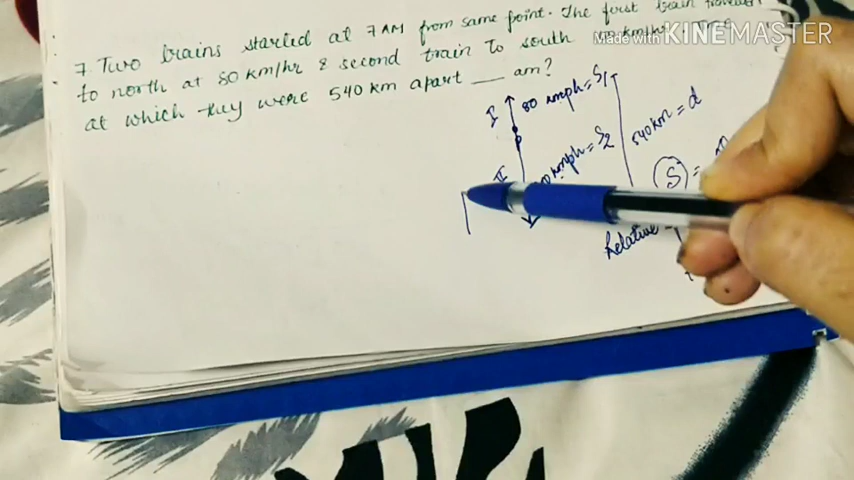 7. Two trains started at 7 AM from same point. The first train
to north at 80 km/hr & second train to south km/hr.
at which they were 540 km apart ___ am?
Made with KINEMASTER
I 80 kmph = S1
540 km = d
II kmph = S2
S =
Relative